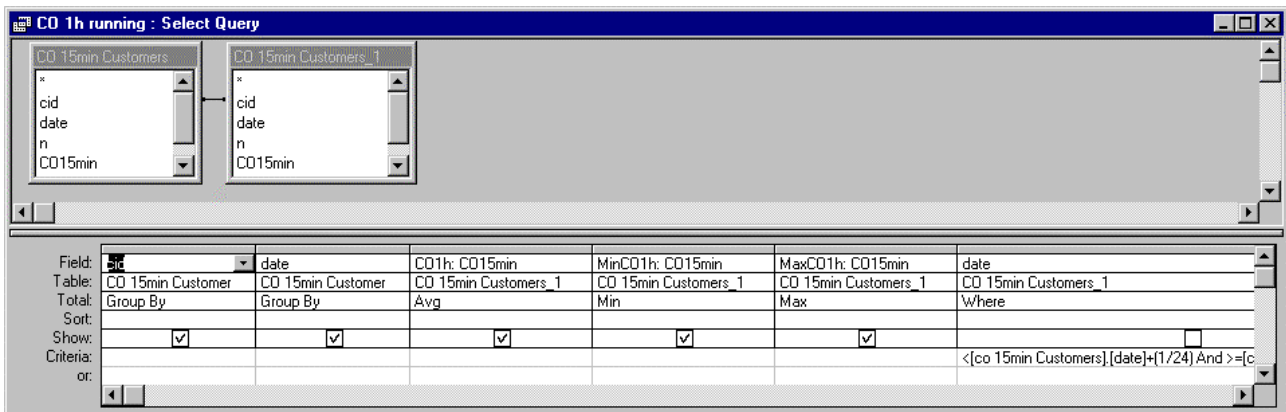 CO 1h running : Select Query
CO 15min Customers CO 15min Customers_1
* *
cid cid
date date
n n
CO15min CO15min
Field: cid date CO1h: CO15min MinCO1h: CO15min MaxCO1h: CO15min date
Table: CO 15min Customer CO 15min Customer CO 15min Customers_1 CO 15min Customers_1 CO 15min Customers_1 CO 15min Customers_1
Total: Group By Group By Avg Min Max Where
Sort:
Show:
Criteria: <[co 15min Customers].[date]+(1/24) And >=[c
or: